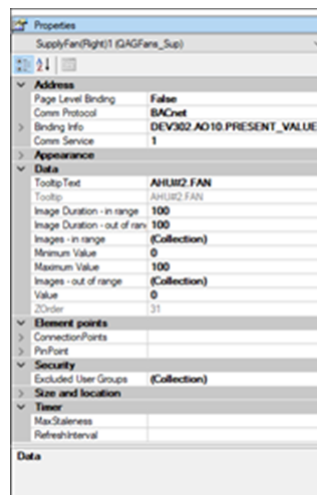 Properties
SupplyFan(Right)1 (QAGFans_Sup)
Address
Page Level Binding False
Comm Protocol BACnet
Binding Info DEV302.AO10.PRESENT_VALUE
Comm Service 1
Appearance
Data
TooltipText AHU#2.FAN
Tooltip AHU#2.FAN
Image Duration - in range 100
Image Duration - out of ran 100
Images - in range (Collection)
Minimum Value 0
Maximum Value 100
Images - out of range (Collection)
Value 0
ZOrder 31
Element points
ConnectionPoints
PinPoint
Security
Excluded User Groups (Collection)
Size and location
Timer
MaxStaleness
RefreshInterval
Data